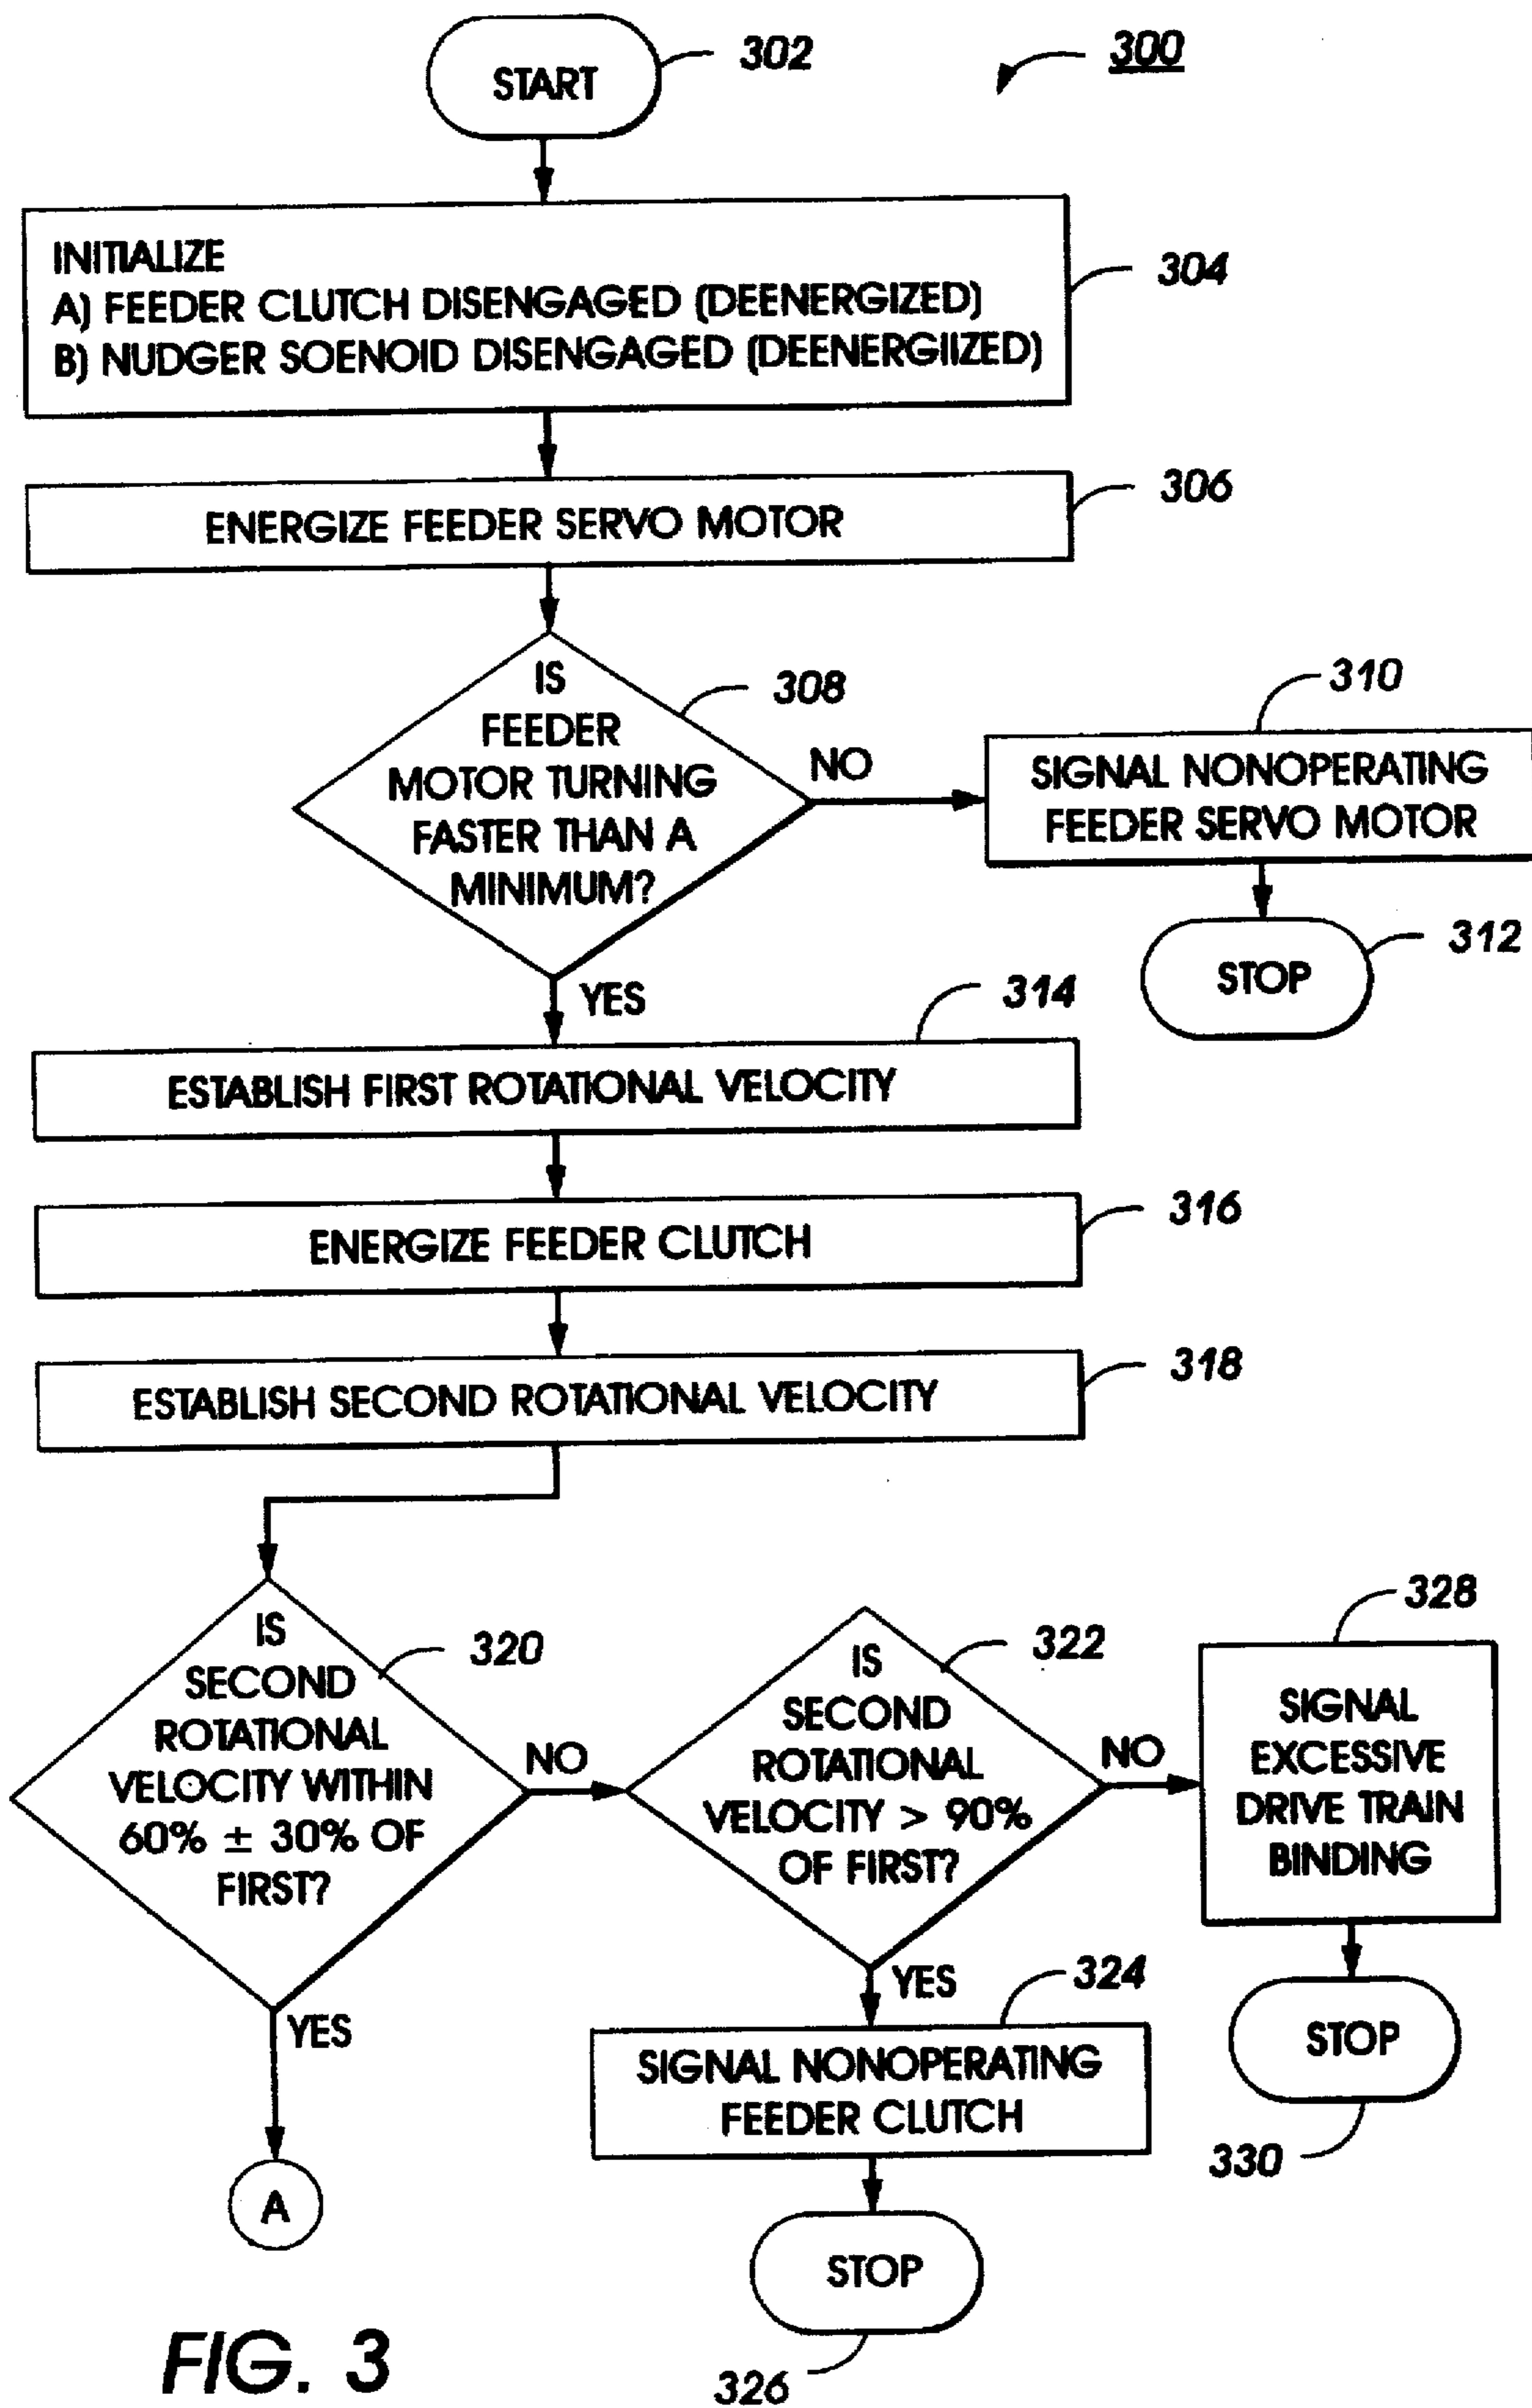 302
300
START
304
INITIALIZE
A) FEEDER CLUTCH DISENGAGED (DEENERGIZED)
B) NUDGER SOENOID DISENGAGED (DEENERGIIZED)
306
ENERGIZE FEEDER SERVO MOTOR
308
IS
FEEDER
MOTOR TURNING
FASTER THAN A
MINIMUM?
NO
310
SIGNAL NONOPERATING
FEEDER SERVO MOTOR
312
STOP
YES
314
ESTABLISH FIRST ROTATIONAL VELOCITY
316
ENERGIZE FEEDER CLUTCH
318
ESTABLISH SECOND ROTATIONAL VELOCITY
320
IS
SECOND
ROTATIONAL
VELOCITY WITHIN
60% ± 30% OF
FIRST?
NO
322
IS
SECOND
ROTATIONAL
VELOCITY > 90%
OF FIRST?
NO
328
SIGNAL
EXCESSIVE
DRIVE TRAIN
BINDING
YES
324
SIGNAL NONOPERATING
FEEDER CLUTCH
STOP
330
YES
A
STOP
326
FIG. 3